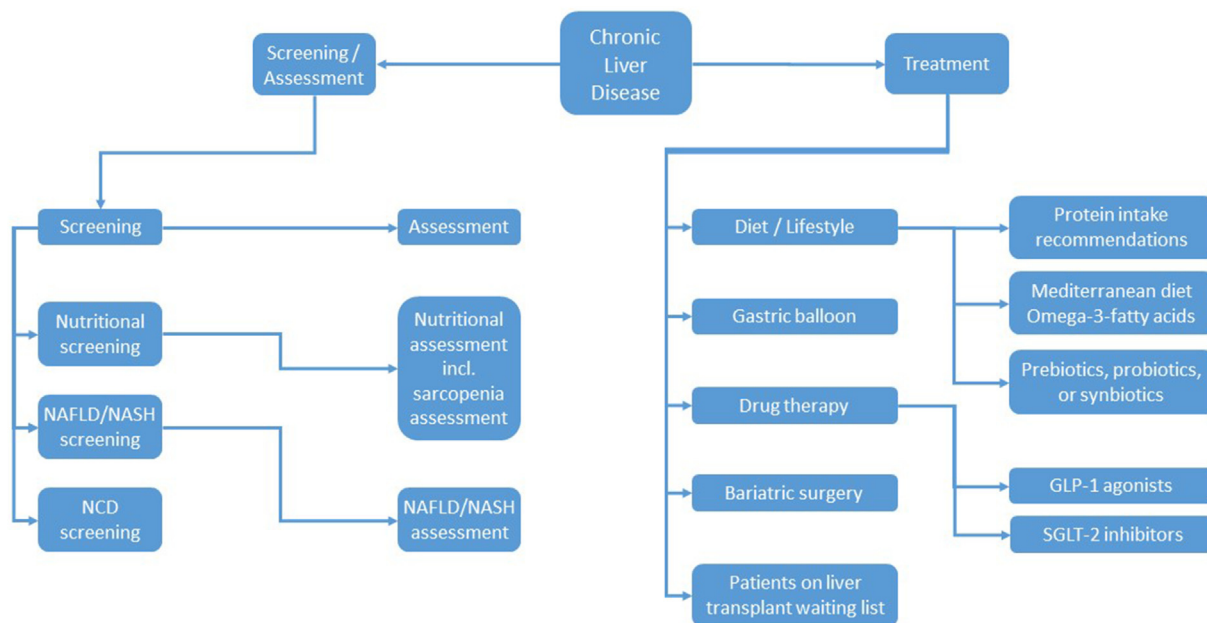 Chronic
Liver
Disease
Screening /
Assessment
Treatment
Screening
Assessment
Nutritional
screening
Nutritional
assessment
incl.
sarcopenia
assessment
NAFLD/NASH
screening
NCD
screening
NAFLD/NASH
assessment
Diet / Lifestyle
Protein intake
recommendations
Mediterranean diet
Omega-3-fatty acids
Prebiotics, probiotics,
or synbiotics
Gastric balloon
Drug therapy
GLP-1 agonists
SGLT-2 inhibitors
Bariatric surgery
Patients on liver
transplant waiting list